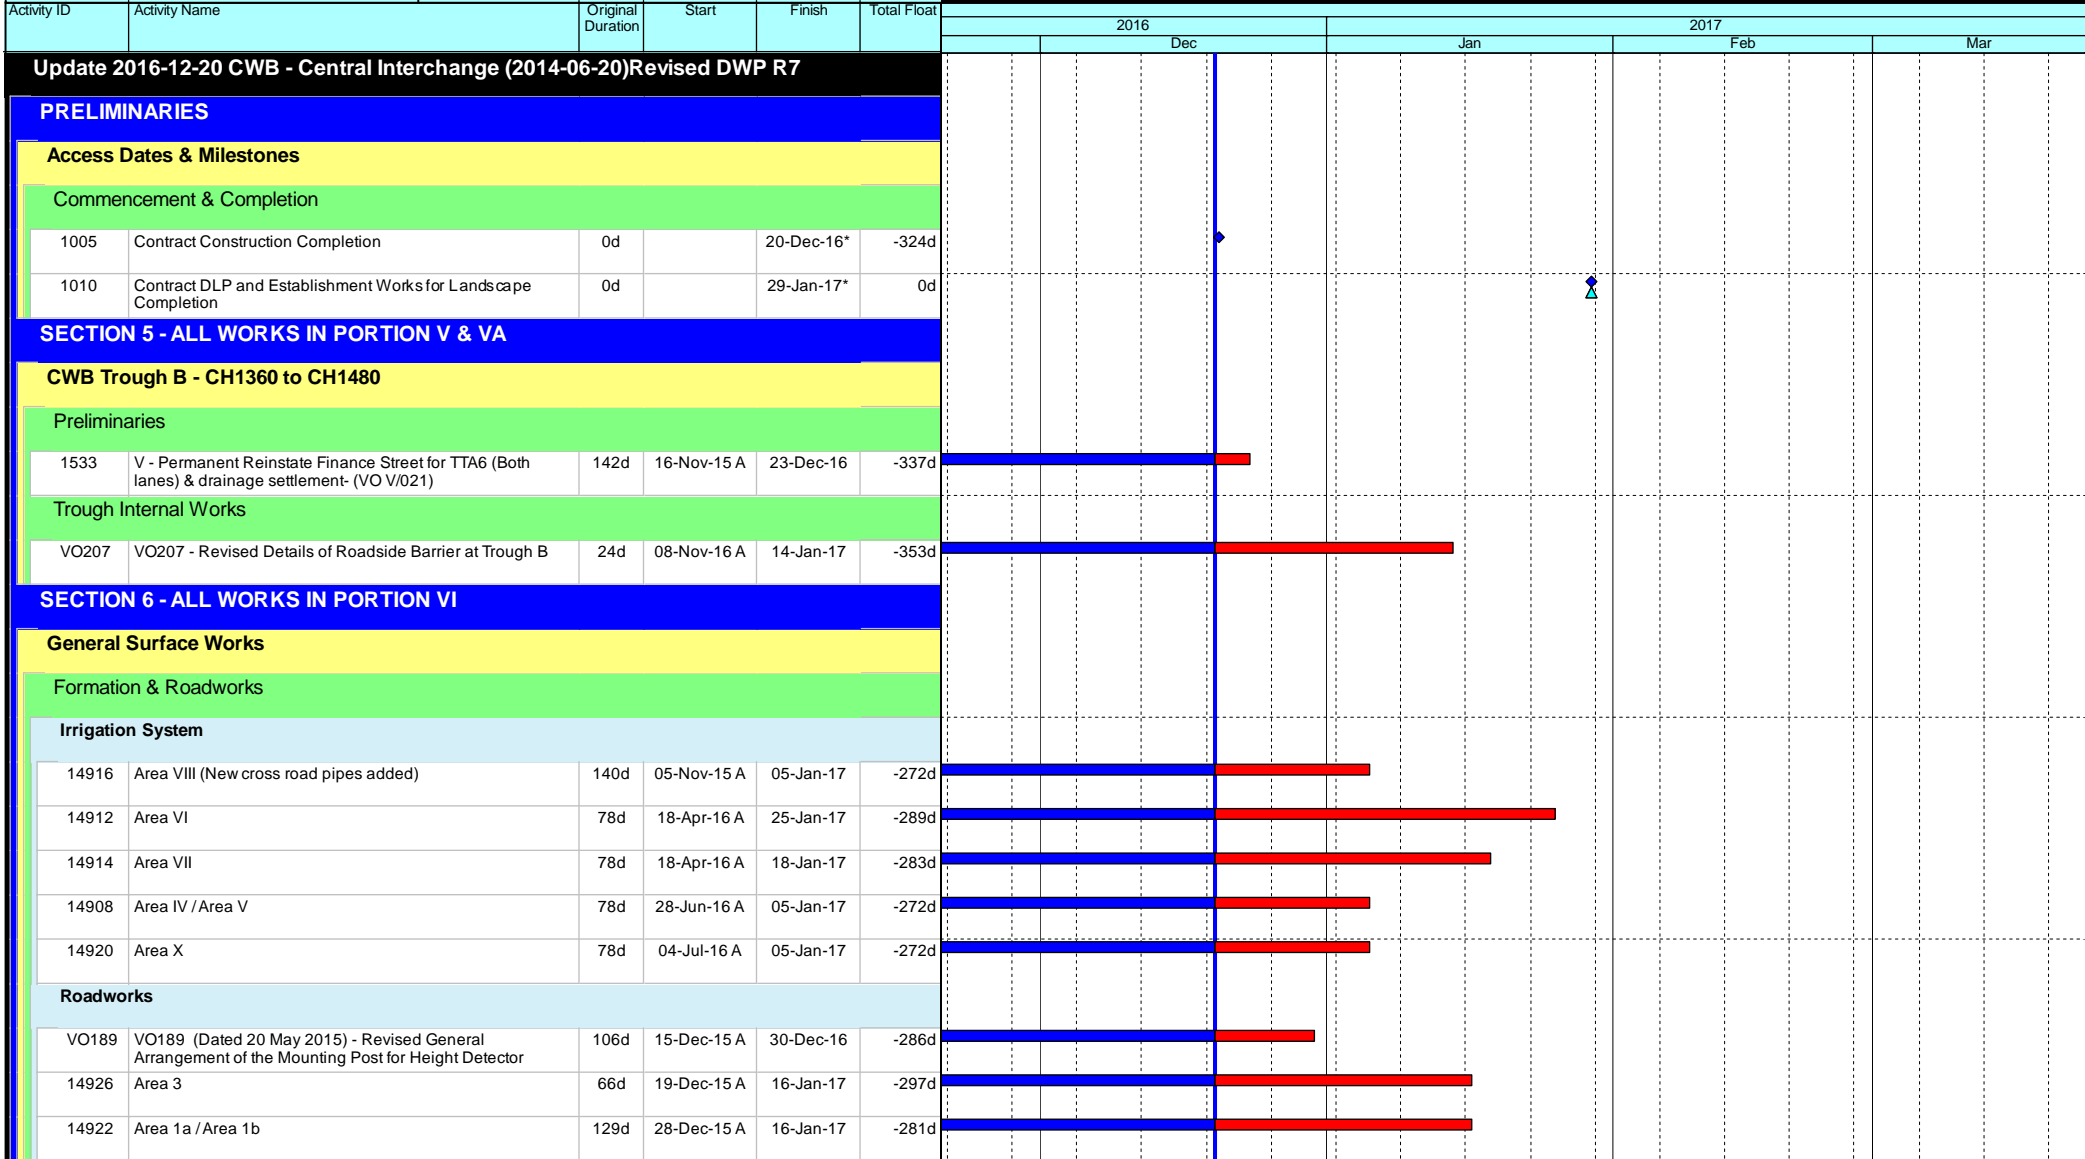 Activity ID Activity Name Original Duration Start Finish Total Float 2016 2017
Dec Jan Feb Mar
Update 2016-12-20 CWB - Central Interchange (2014-06-20)Revised DWP R7
PRELIMINARIES
Access Dates & Milestones
Commencement & Completion
1005 Contract Construction Completion 0d 20-Dec-16* -324d
1010 Contract DLP and Establishment Works for Landscape Completion 0d 29-Jan-17* 0d
SECTION 5 - ALL WORKS IN PORTION V & VA
CWB Trough B - CH1360 to CH1480
Preliminaries
1533 V - Permanent Reinstate Finance Street for TTA6 (Both lanes) & drainage settlement- (VO V/021) 142d 16-Nov-15 A 23-Dec-16 -337d
Trough Internal Works
VO207 VO207 - Revised Details of Roadside Barrier at Trough B 24d 08-Nov-16 A 14-Jan-17 -353d
SECTION 6 - ALL WORKS IN PORTION VI
General Surface Works
Formation & Roadworks
Irrigation System
14916 Area VIII (New cross road pipes added) 140d 05-Nov-15 A 05-Jan-17 -272d
14912 Area VI 78d 18-Apr-16 A 25-Jan-17 -289d
14914 Area VII 78d 18-Apr-16 A 18-Jan-17 -283d
14908 Area IV / Area V 78d 28-Jun-16 A 05-Jan-17 -272d
14920 Area X 78d 04-Jul-16 A 05-Jan-17 -272d
Roadworks
VO189 VO189 (Dated 20 May 2015) - Revised General Arrangement of the Mounting Post for Height Detector 106d 15-Dec-15 A 30-Dec-16 -286d
14926 Area 3 66d 19-Dec-15 A 16-Jan-17 -297d
14922 Area 1a / Area 1b 129d 28-Dec-15 A 16-Jan-17 -281d